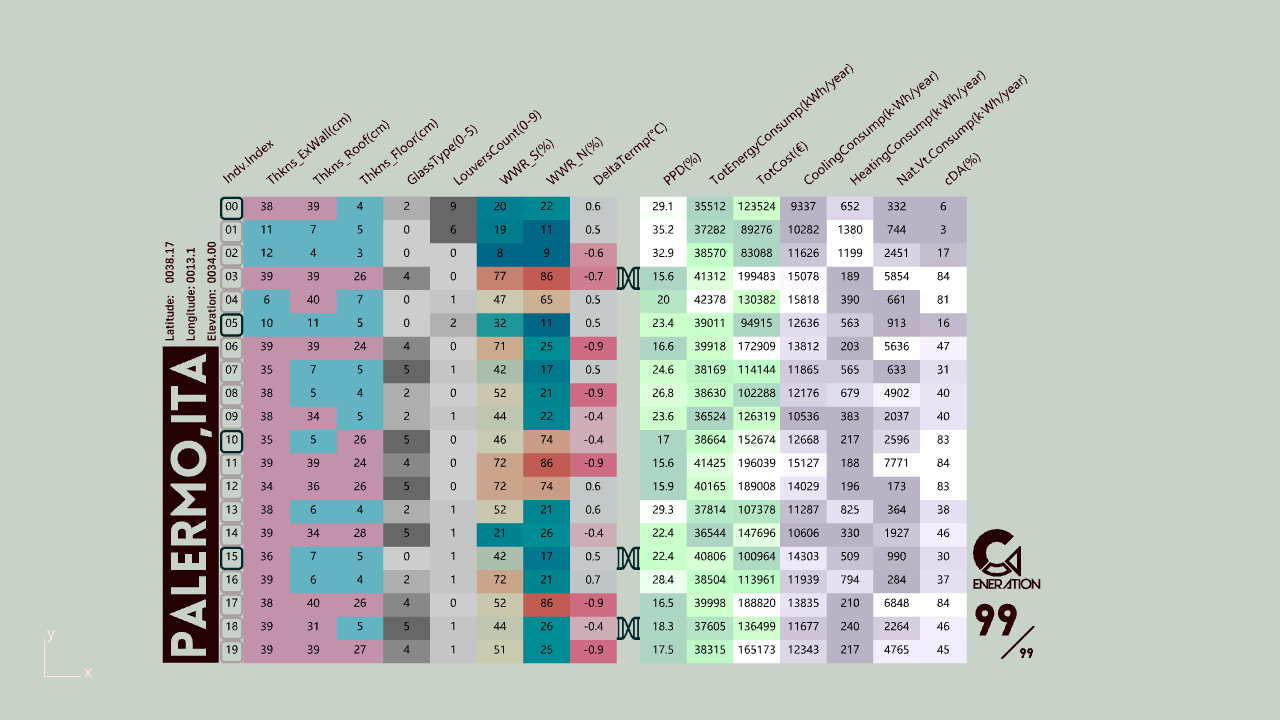 Indv.Index Thkns_ExWall(cm) Thkns_Roof(cm) Thkns_Floor(cm) GlassType(0-5) LouversCount(0-9) WWR_S(%) WWR_N(%) DeltaTermp(°C) PPD(%) TotEnergyConsump(kWh/year) TotCost(€) CoolingConsump(k·Wh/year) HeatingConsump(k·Wh/year) Nat.Vt.Consump(k·Wh/year) cDA(%)
00 38 39 4 2 9 20 22 0.6 29.1 35512 123524 9337 652 332 6
01 11 7 5 0 6 19 11 0.5 35.2 37282 89276 10282 1380 744 3
02 12 4 3 0 0 8 9 -0.6 32.9 38570 83088 11626 1199 2451 17
03 39 39 26 4 0 77 86 -0.7 15.6 41312 199483 15078 189 5854 84
04 6 40 7 0 1 47 65 0.5 20 42378 130382 15818 390 661 81
05 10 11 5 0 2 32 11 0.5 23.4 39011 94915 12636 563 913 16
06 39 39 24 4 0 71 25 -0.9 16.6 39918 172909 13812 203 5636 47
07 35 7 5 5 1 42 17 0.5 24.6 38169 114144 11865 565 633 31
08 38 5 4 2 0 52 21 -0.9 26.8 38630 102288 12176 679 4902 40
09 38 34 5 2 1 44 22 -0.4 23.6 36524 126319 10536 383 2037 40
10 35 5 26 5 0 46 74 -0.4 17 38664 152674 12668 217 2596 83
11 39 39 24 4 0 72 86 -0.9 15.6 41425 196039 15127 188 7771 84
12 34 36 26 5 0 72 74 0.6 15.9 40165 189008 14029 196 173 83
13 38 6 4 2 1 52 21 0.6 29.3 37814 107378 11287 825 364 38
14 39 34 28 5 1 21 26 -0.4 22.4 36544 147696 10606 330 1927 46
15 36 7 5 0 1 42 17 0.5 22.4 40806 100964 14303 509 990 30
16 39 6 4 2 1 72 21 0.7 28.4 38504 113961 11939 794 284 37
17 38 40 26 4 0 52 86 -0.9 16.5 39998 188820 13835 210 6848 84
18 39 31 5 5 1 44 26 -0.4 18.3 37605 136499 11677 240 2264 46
19 39 39 27 4 1 51 25 -0.9 17.5 38315 165173 12343 217 4765 45
Latitude: 0038.17
Longitude: 0013.1
Elevation: 0034.00
PALERMO,ITA
GENERATION
99/99
y
x